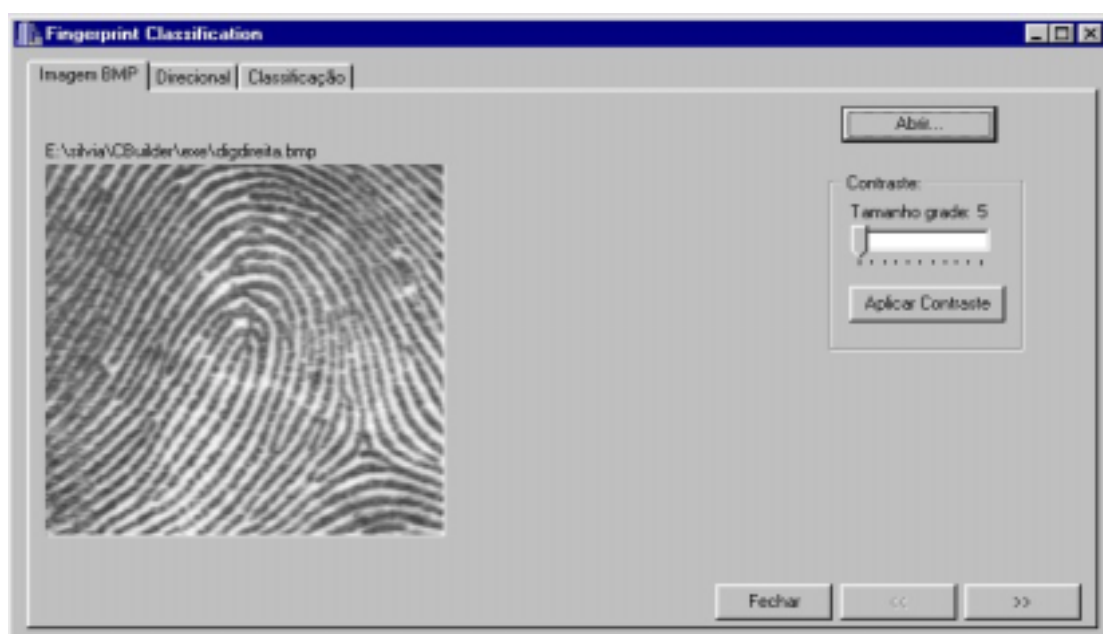 Fingerprint Classification
Imagem BMP Direcional Classificação
Abrir...
E:\silvia\CBuilder\exe\digdireita.bmp
Contraste:
Tamanho grade: 5
Aplicar Contraste
Fechar << >>